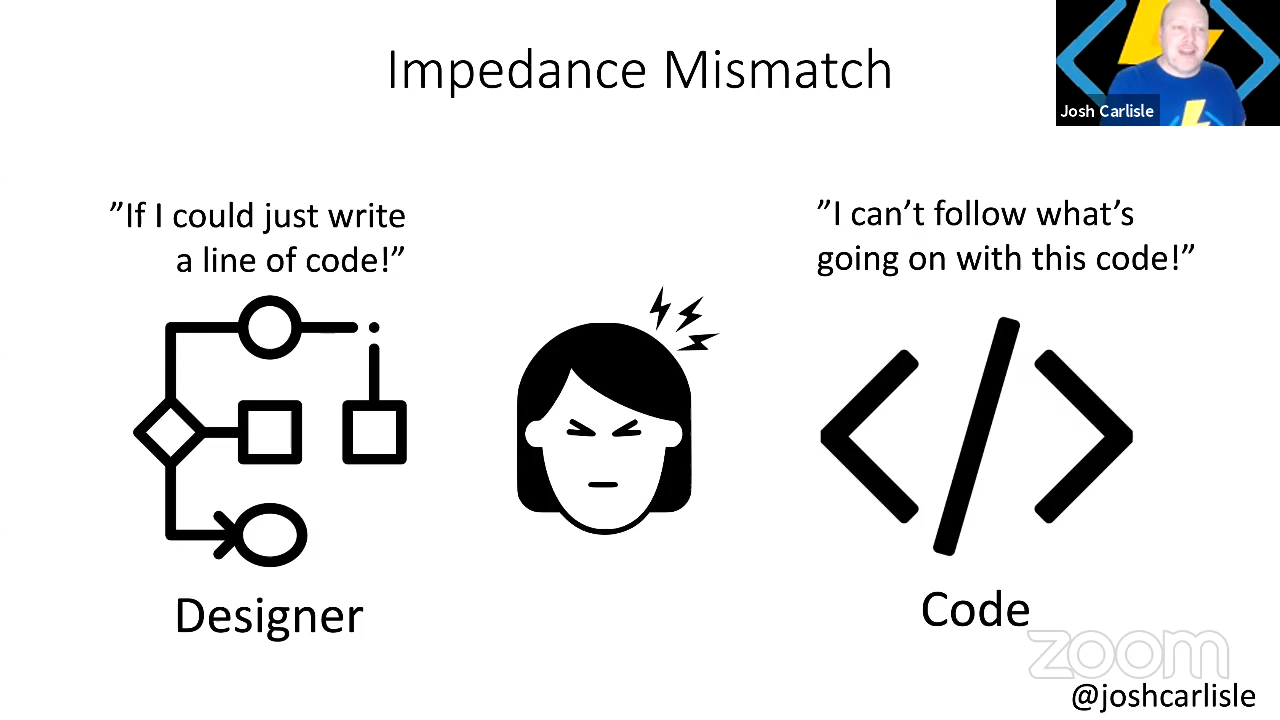 Impedance Mismatch
Josh Carlisle
”If I could just write
a line of code!”
”I can’t follow what’s
going on with this code!”
Designer
Code
zoom
@joshcarlisle